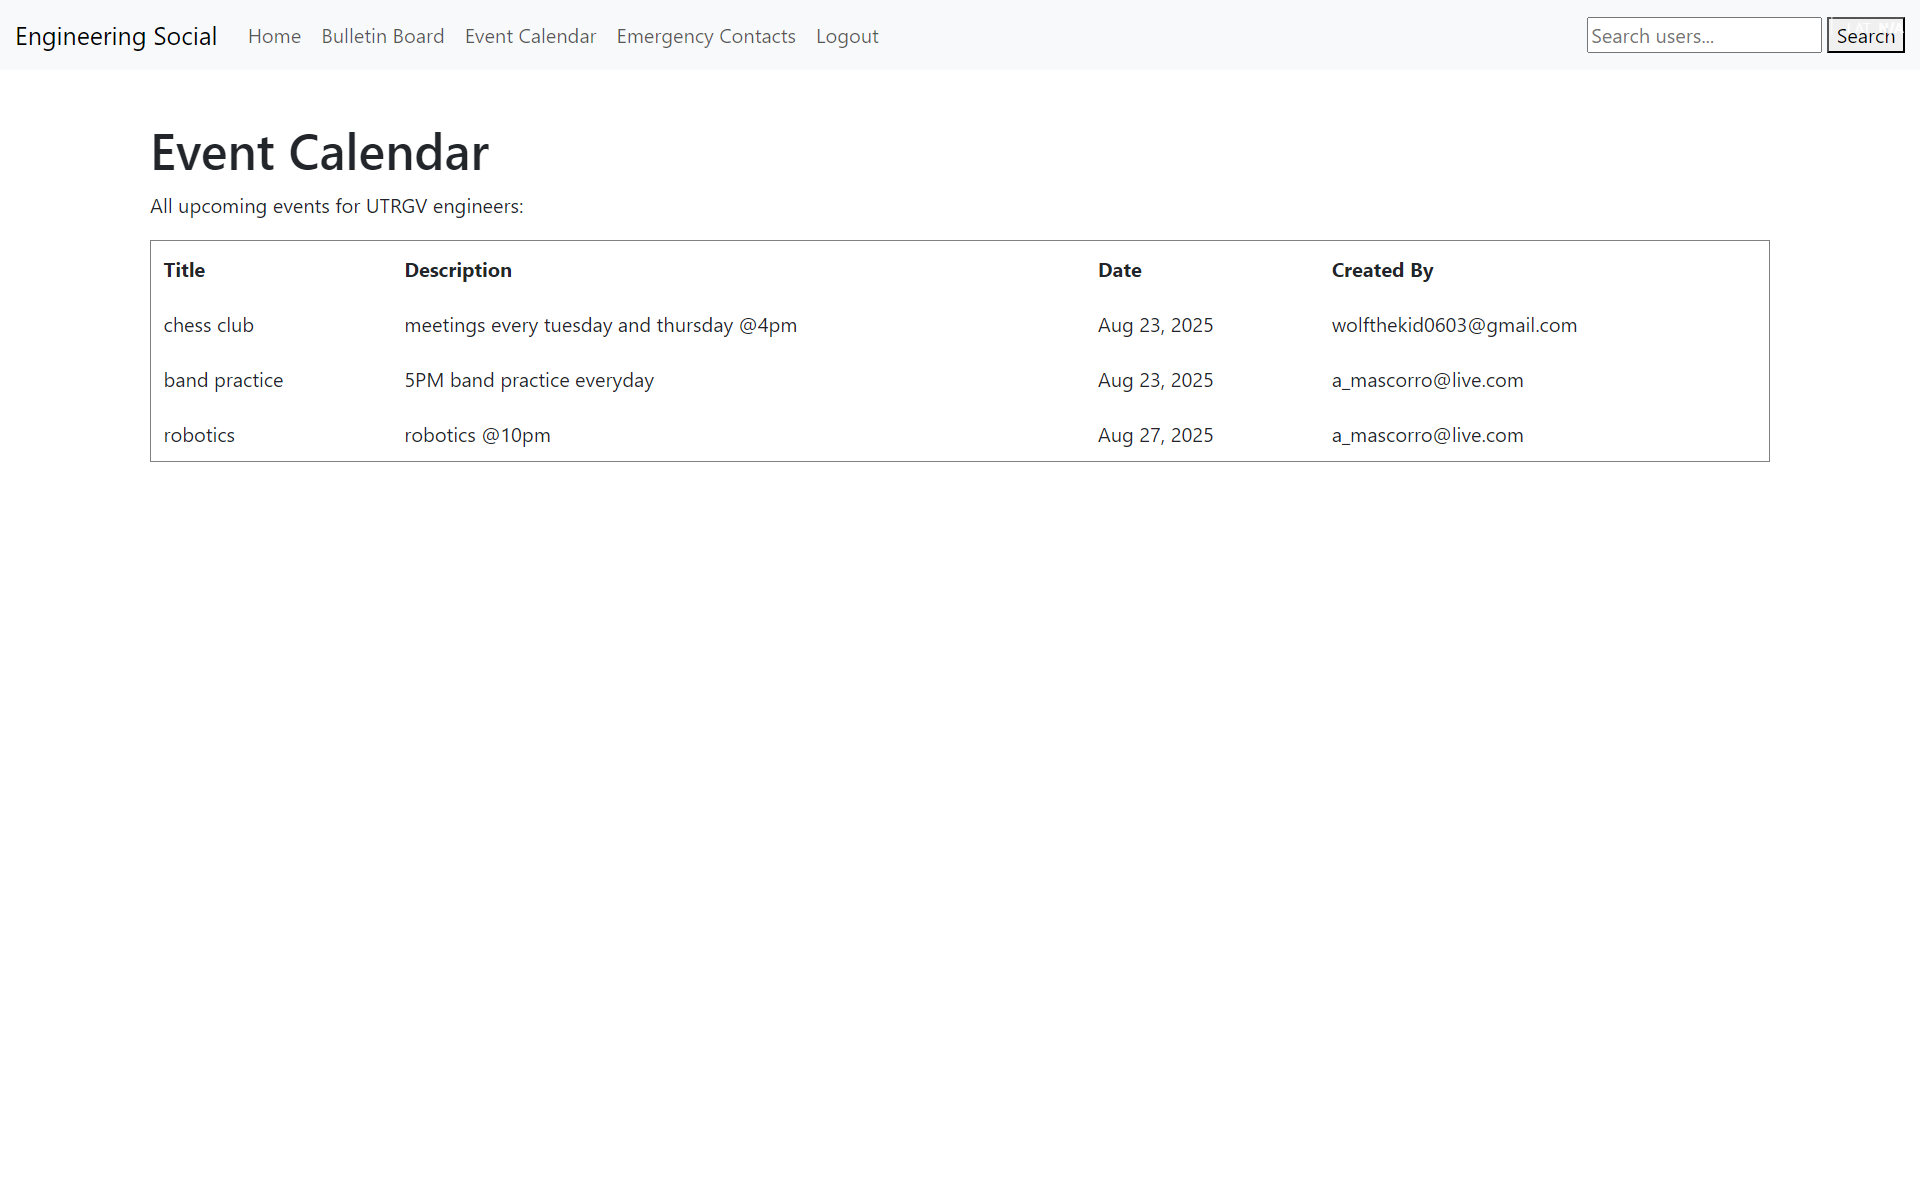 Engineering Social Home Bulletin Board Event Calendar Emergency Contacts Logout Search users... Search
Event Calendar
All upcoming events for UTRGV engineers:
Title Description Date Created By
chess club meetings every tuesday and thursday @4pm Aug 23, 2025 wolfthekid0603@gmail.com
band practice 5PM band practice everyday Aug 23, 2025 a_mascorro@live.com
robotics robotics @10pm Aug 27, 2025 a_mascorro@live.com